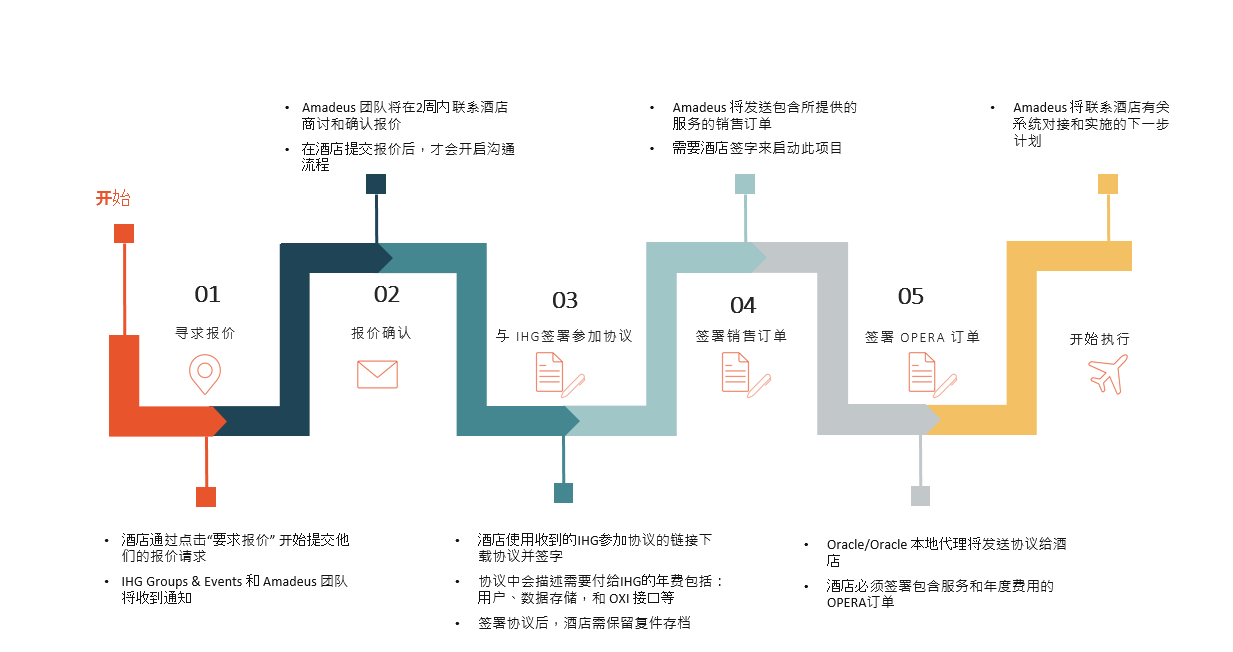 • Amadeus 团队将在2周内联系酒店
商讨和确认报价
• 在酒店提交报价后，才会开启沟通
流程
• Amadeus 将发送包含所提供的
服务的销售订单
• 需要酒店签字来启动此项目
• Amadeus 将联系酒店有关
系统对接和实施的下一步
计划
开始
01
寻求报价
02
报价确认
03
与 IHG签署参加协议
04
签署销售订单
05
签署 OPERA 订单
开始执行
• 酒店通过点击“要求报价” 开始提交他
们的报价请求
• IHG Groups & Events 和 Amadeus 团队
将收到通知
• 酒店使用收到的IHG参加协议的链接下
载协议并签字
• 协议中会描述需要付给IHG的年费包括：
用户、数据存储，和 OXI 接口等
• 签署协议后，酒店需保留复件存档
• Oracle/Oracle 本地代理将发送协议给酒
店
• 酒店必须签署包含服务和年度费用的
OPERA订单